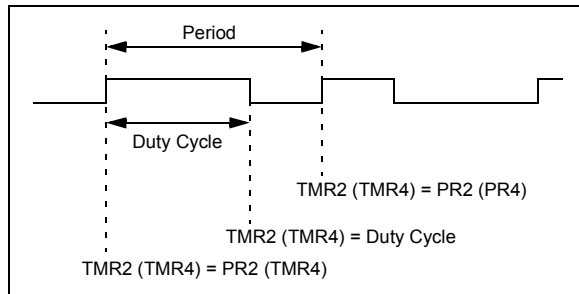 Period
Duty Cycle
TMR2 (TMR4) = PR2 (PR4)
TMR2 (TMR4) = Duty Cycle
TMR2 (TMR4) = PR2 (TMR4)